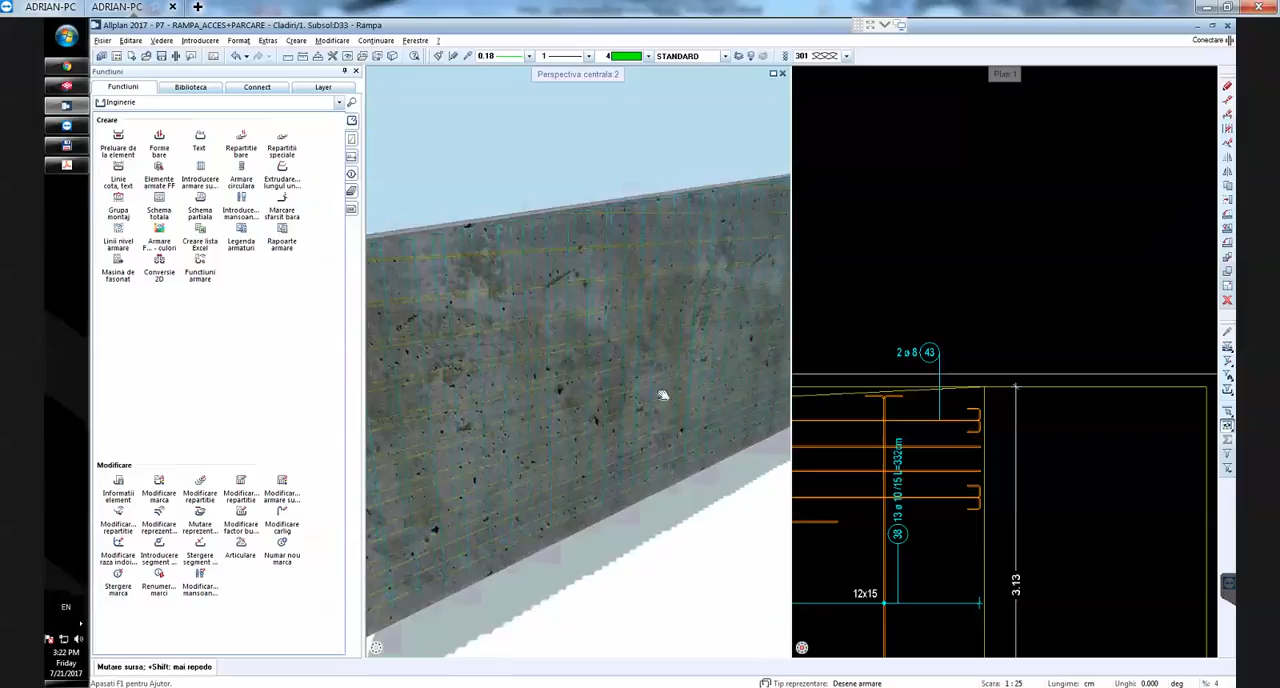 ADRIAN-PC ADRIAN-PC
Allplan 2017 - P7 - RAMPA_ACCES+PARCARE - Cladiri/1. Subsol:D33 - Rampa
Fisier Editare Vedere Introducere Format Extras Creare Modificare Continuare Ferestre ?
Conectare
0.18 1 4 STANDARD 301
Functiuni
Perspectiva centrala:2
Plan 1
Functiuni Biblioteca Connect Layer
Inginerie
Creare
Preluare de la element
Forme bare
Text
Repartitie bare
Repartitii speciale
Linie cota, text
Elemente armate FF
Introducere armare su...
Armare circulara
Extrudare... lungul un...
Grupa montaj
Schema totala
Schema partiala
Introduce... mansoan...
Marcare sfarsit bara
Linii nivel armare
Armare F... - culori
Creare lista Excel
Legenda armaturi
Rapoarte armare
Masina de fasonat
Conversie 2D
Functiuni armare
2 ø 8 43
38 13 ø 10 /15 L=332cm
12x15
3.13
Modificare
Informatii element
Modificare marca
Modificare repartitie
Modificar... repartitie
Modificar... armare su...
Modificar... repartitie
Modificare reprezent...
Mutare reprezent...
Modificare factor bu...
Modificare carlig
Modificare raza indoi...
Introducere segment ...
Stergere segment ...
Articulare
Numar nou marca
Stergere marca
Renumer... marci
Modificar... mansoan...
EN
3:22 PM
Friday
7/21/2017
Mutare sursa; +Shift: mai repede
Apasati F1 pentru Ajutor.
Tip reprezentare: Desene armare Scara: 1 : 25 Lungime: cm Unghi: 0.000 deg %: 4